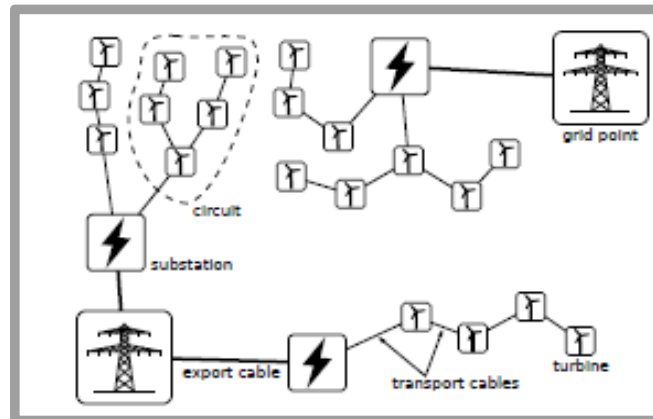 grid point
circuit
substation
export cable
transport cables
turbine